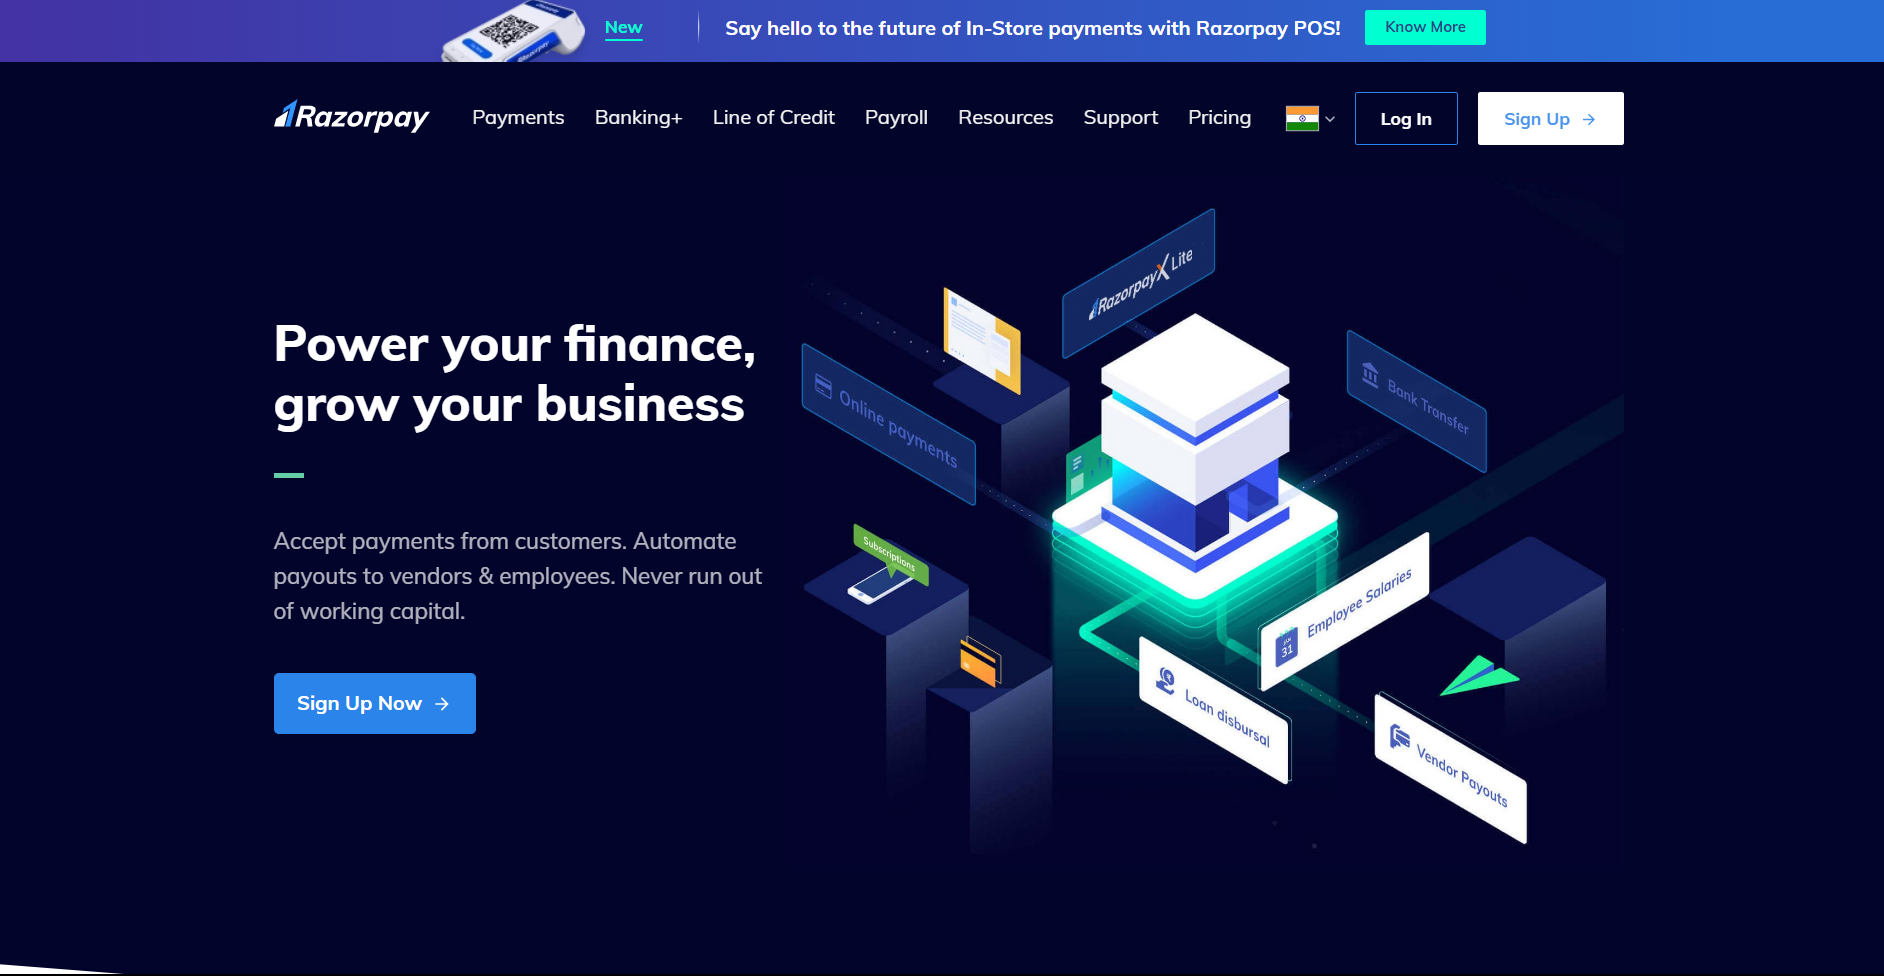 New
Say hello to the future of In-Store payments with Razorpay POS!
Know More
Razorpay
Payments
Banking+
Line of Credit
Payroll
Resources
Support
Pricing
Log In
Sign Up
Power your finance,
grow your business
Accept payments from customers. Automate
payouts to vendors & employees. Never run out
of working capital.
Sign Up Now
RazorpayX Lite
Online payments
Bank Transfer
Subscriptions
Employee Salaries
JAN
31
Loan disbursal
Vendor Payouts